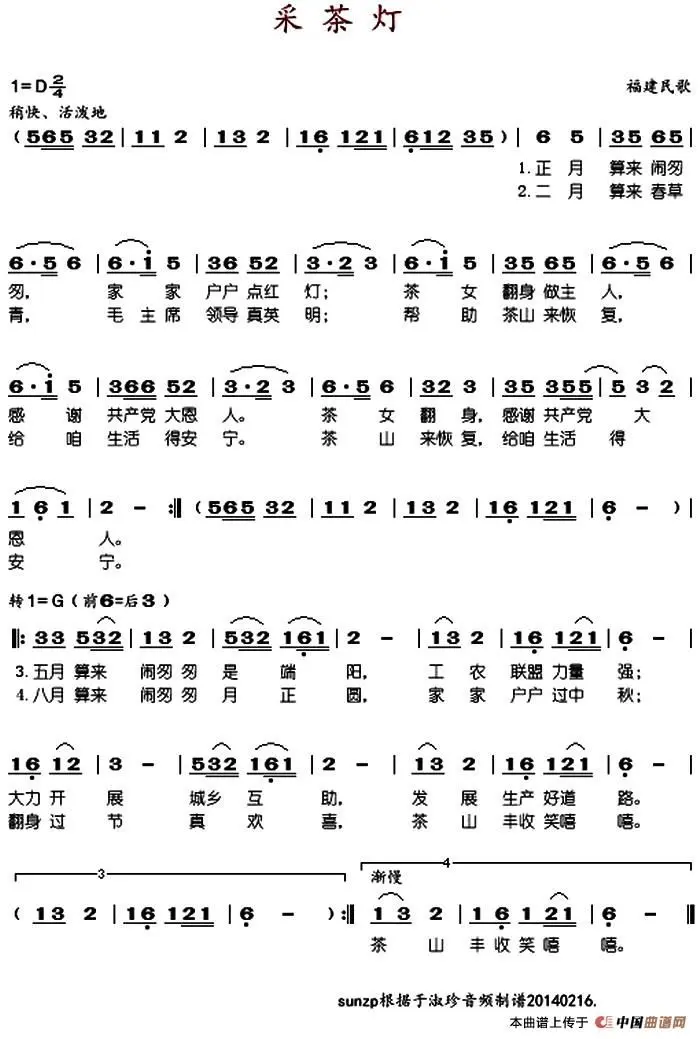 采茶灯
1=D 2/4
福建民歌
稍快、活泼地
( 565 32 | 11 2 | 13 2 | 16 121 | 612 35 ) | 6 5 | 35 65 |
1.正 月 算来 闹匆
2.二 月 算来 春草
6·5 6 | 6·i 5 | 36 52 | 3·2 3 | 6·i 5 | 35 65 | 6·5 6 |
匆， 家 家 户户 点红 灯； 茶 女 翻身 做主 人，
青， 毛 主 席 领导 真英 明； 帮 助 茶山 来恢 复，
6·i 5 | 366 52 | 3·2 3 | 6·5 6 | 323 3 | 35 355 | 5 32 |
感 谢 共产党 大恩 人。 茶 女 翻 身，感谢 共产党 大
给 咱 生活 得安 宁。 茶 山 来恢 复，给咱 生活 得
1 6 1 | 2 - :‖ ( 565 32 | 11 2 | 13 2 | 16 121 | 6 - ) |
恩 人。
安 宁。
转1=G（前6=后3）
‖: 33 532 | 13 2 | 532 161 | 2 - | 13 2 | 16 121 | 6 - |
3.五月 算来 闹匆 匆 是 端 阳， 工 农 联盟 力量 强；
4.八月 算来 闹匆 匆 月 正 圆， 家 家 户户 过中 秋；
16 12 | 3 - | 532 161 | 2 - | 13 2 | 16 121 | 6 - |
大力 开 展 城乡 互 助， 发 展 生产 好道 路。
翻身 过 节 真 欢 喜， 茶 山 丰收 笑嘻 嘻。
3
4
渐慢
( 13 2 | 16 121 | 6 - ) :‖ 1 3 2 | 1 6 1 21 | 6 - ‖
茶 山 丰 收 笑 嘻 嘻。
sunzp根据于淑珍音频制谱20140216.
本曲谱上传于 中国曲谱网